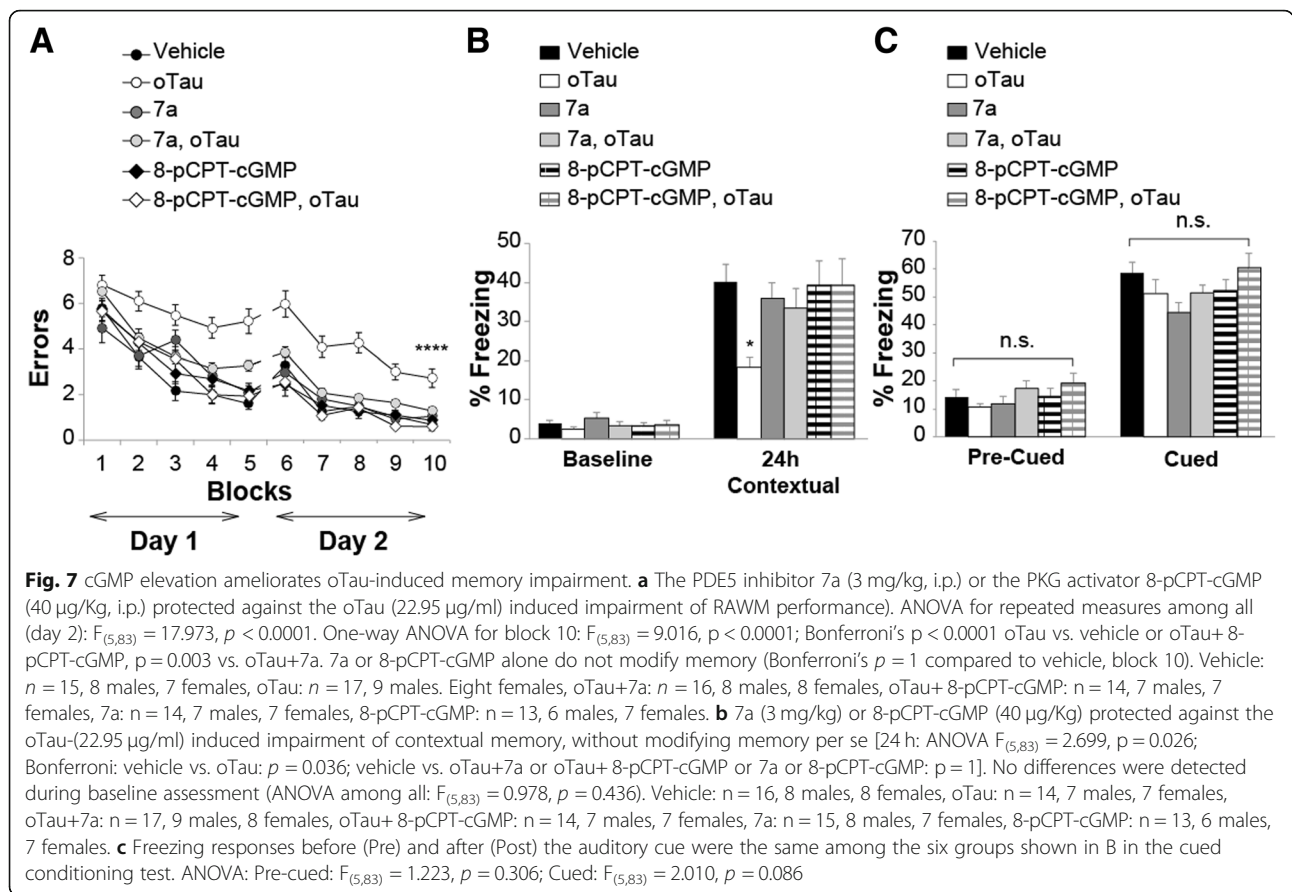 A
Vehicle
oTau
7a
7a, oTau
8-pCPT-cGMP
8-pCPT-cGMP, oTau
8
6
4
2
0
Errors
****
1 2 3 4 5 6 7 8 9 10
Blocks
Day 1 Day 2
B
Vehicle
oTau
7a
7a, oTau
8-pCPT-cGMP
8-pCPT-cGMP, oTau
50
40
30
20
10
0
% Freezing
*
Baseline 24h
Contextual
C
Vehicle
oTau
7a
7a, oTau
8-pCPT-cGMP
8-pCPT-cGMP, oTau
n.s.
70
60
50
40
30
20
10
0
% Freezing
n.s.
Pre-Cued Cued
Fig. 7 cGMP elevation ameliorates oTau-induced memory impairment. a The PDE5 inhibitor 7a (3 mg/kg, i.p.) or the PKG activator 8-pCPT-cGMP
(40 μg/Kg, i.p.) protected against the oTau (22.95 μg/ml) induced impairment of RAWM performance). ANOVA for repeated measures among all
(day 2): F(5,83) = 17.973, p < 0.0001. One-way ANOVA for block 10: F(5,83) = 9.016, p < 0.0001; Bonferroni's p < 0.0001 oTau vs. vehicle or oTau+ 8-
pCPT-cGMP, p = 0.003 vs. oTau+7a. 7a or 8-pCPT-cGMP alone do not modify memory (Bonferroni's p = 1 compared to vehicle, block 10). Vehicle:
n = 15, 8 males, 7 females, oTau: n = 17, 9 males. Eight females, oTau+7a: n = 16, 8 males, 8 females, oTau+ 8-pCPT-cGMP: n = 14, 7 males, 7
females, 7a: n = 14, 7 males, 7 females, 8-pCPT-cGMP: n = 13, 6 males, 7 females. b 7a (3 mg/kg) or 8-pCPT-cGMP (40 μg/Kg) protected against the
oTau-(22.95 μg/ml) induced impairment of contextual memory, without modifying memory per se [24 h: ANOVA F(5,83) = 2.699, p = 0.026;
Bonferroni: vehicle vs. oTau: p = 0.036; vehicle vs. oTau+7a or oTau+ 8-pCPT-cGMP or 7a or 8-pCPT-cGMP: p = 1]. No differences were detected
during baseline assessment (ANOVA among all: F(5,83) = 0.978, p = 0.436). Vehicle: n = 16, 8 males, 8 females, oTau: n = 14, 7 males, 7 females,
oTau+7a: n = 17, 9 males, 8 females, oTau+ 8-pCPT-cGMP: n = 14, 7 males, 7 females, 7a: n = 15, 8 males, 7 females, 8-pCPT-cGMP: n = 13, 6 males,
7 females. c Freezing responses before (Pre) and after (Post) the auditory cue were the same among the six groups shown in B in the cued
conditioning test. ANOVA: Pre-cued: F(5,83) = 1.223, p = 0.306; Cued: F(5,83) = 2.010, p = 0.086